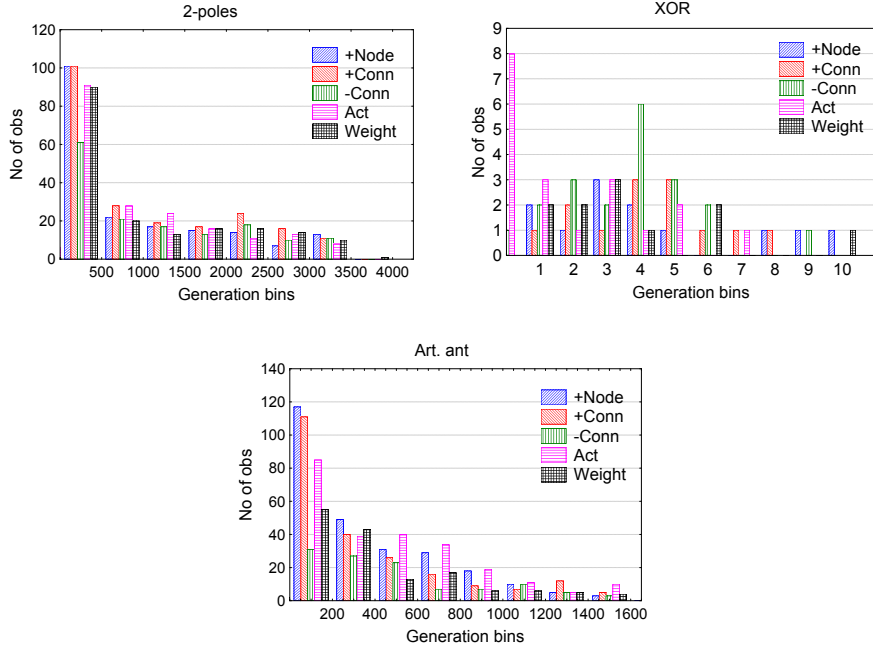 2-poles
120
100
80
60
40
20
0
No of obs
+Node
+Conn
-Conn
Act
Weight
500 1000 1500 2000 2500 3000 3500 4000
Generation bins
XOR
9
8
7
6
5
4
3
2
1
0
No of obs
+Node
+Conn
-Conn
Act
Weight
1 2 3 4 5 6 7 8 9 10
Generation bins
Art. ant
140
120
100
80
60
40
20
0
No of obs
+Node
+Conn
-Conn
Act
Weight
200 400 600 800 1000 1200 1400 1600
Generation bins